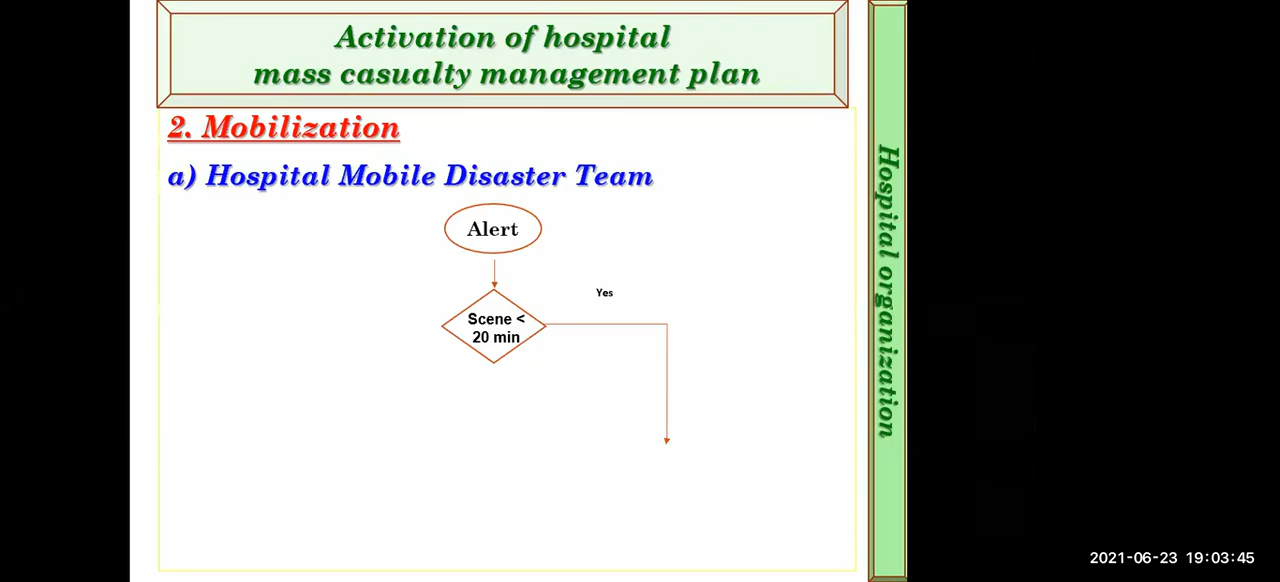 Activation of hospital
mass casualty management plan
2. Mobilization
a) Hospital Mobile Disaster Team
Alert
Yes
Scene <
20 min
Hospital organization
2021-06-23 19:03:45